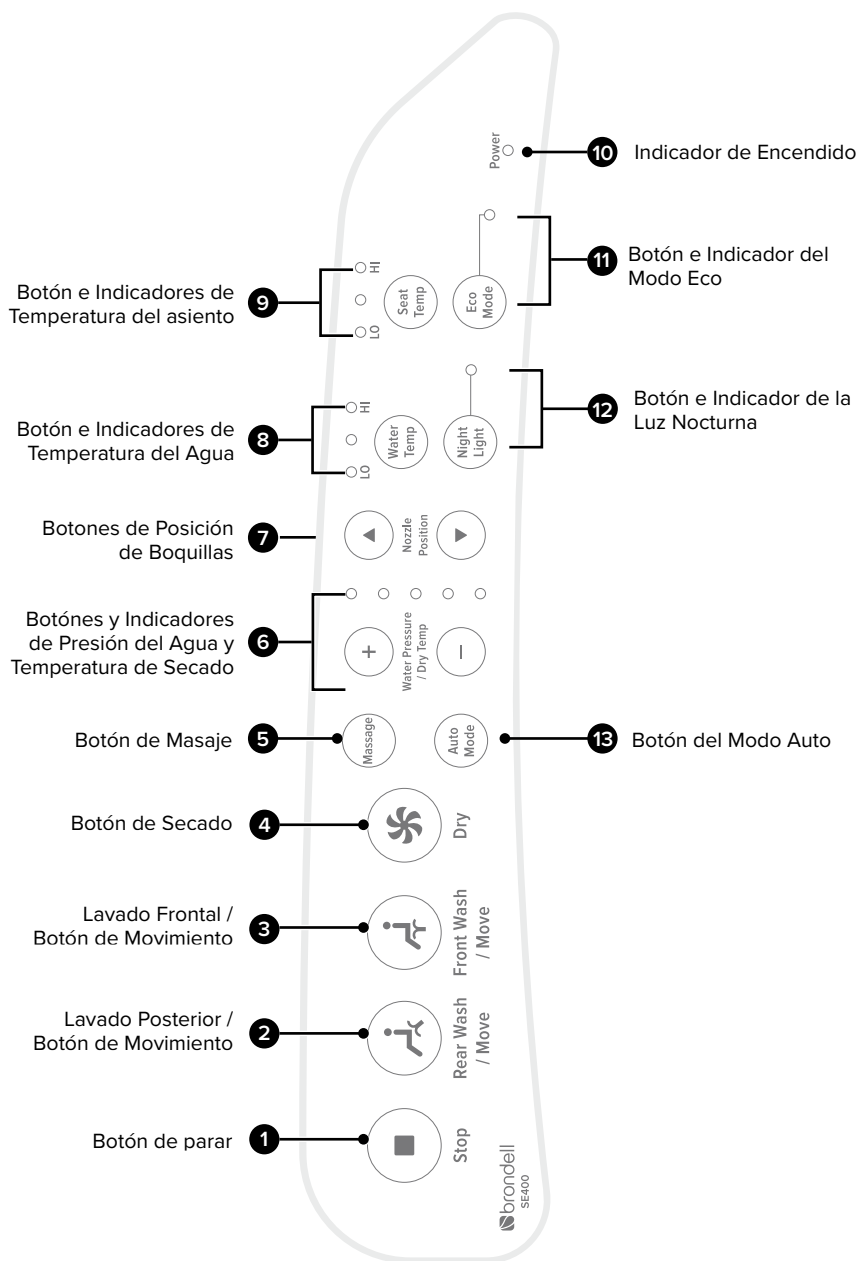 Power
10 Indicador de Encendido
HI
LO
Seat
Temp
Eco
Mode
9 Botón e Indicadores de
Temperatura del asiento
11 Botón e Indicador del
Modo Eco
HI
LO
Water
Temp
Night
Light
8 Botón e Indicadores de
Temperatura del Agua
12 Botón e Indicador de la
Luz Nocturna
7 Botones de Posición
de Boquillas
Nozzle
Position
6 Botónes y Indicadores
de Presión del Agua y
Temperatura de Secado
+
Water Pressure
/ Dry Temp
−
5 Botón de Masaje
Massage
Auto
Mode
13 Botón del Modo Auto
4 Botón de Secado
Dry
3 Lavado Frontal /
Botón de Movimiento
Front Wash
/ Move
2 Lavado Posterior /
Botón de Movimiento
Rear Wash
/ Move
1 Botón de parar
Stop
brondell
SE400